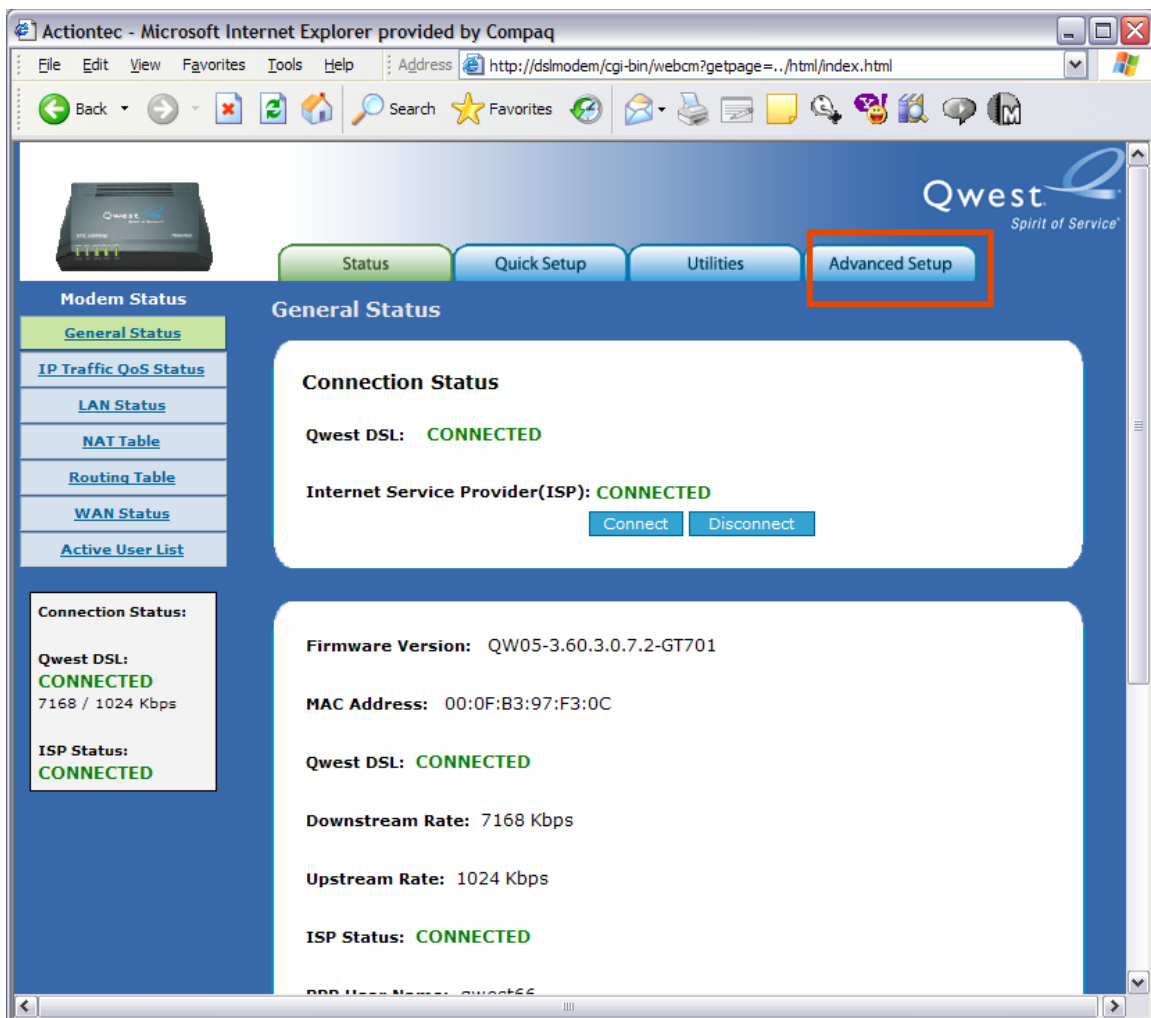 Actiontec - Microsoft Internet Explorer provided by Compaq
File Edit View Favorites Tools Help Address http://dslmodem/cgi-bin/webcm?getpage=../html/index.html
Back Search Favorites
Qwest
Spirit of Service
Qwest
Status Quick Setup Utilities Advanced Setup
Modem Status
General Status
IP Traffic QoS Status
LAN Status
NAT Table
Routing Table
WAN Status
Active User List
Connection Status:
Qwest DSL:
CONNECTED
7168 / 1024 Kbps
ISP Status:
CONNECTED
General Status
Connection Status
Qwest DSL: CONNECTED
Internet Service Provider(ISP): CONNECTED
Connect Disconnect
Firmware Version: QW05-3.60.3.0.7.2-GT701
MAC Address: 00:0F:B3:97:F3:0C
Qwest DSL: CONNECTED
Downstream Rate: 7168 Kbps
Upstream Rate: 1024 Kbps
ISP Status: CONNECTED
PPP User Name: qwest66